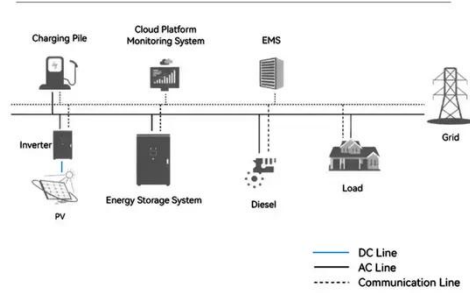 Charging Pile
Cloud Platform
Monitoring System
EMS
Grid
Inverter
PV
Energy Storage System
Diesel
Load
DC Line
AC Line
Communication Line